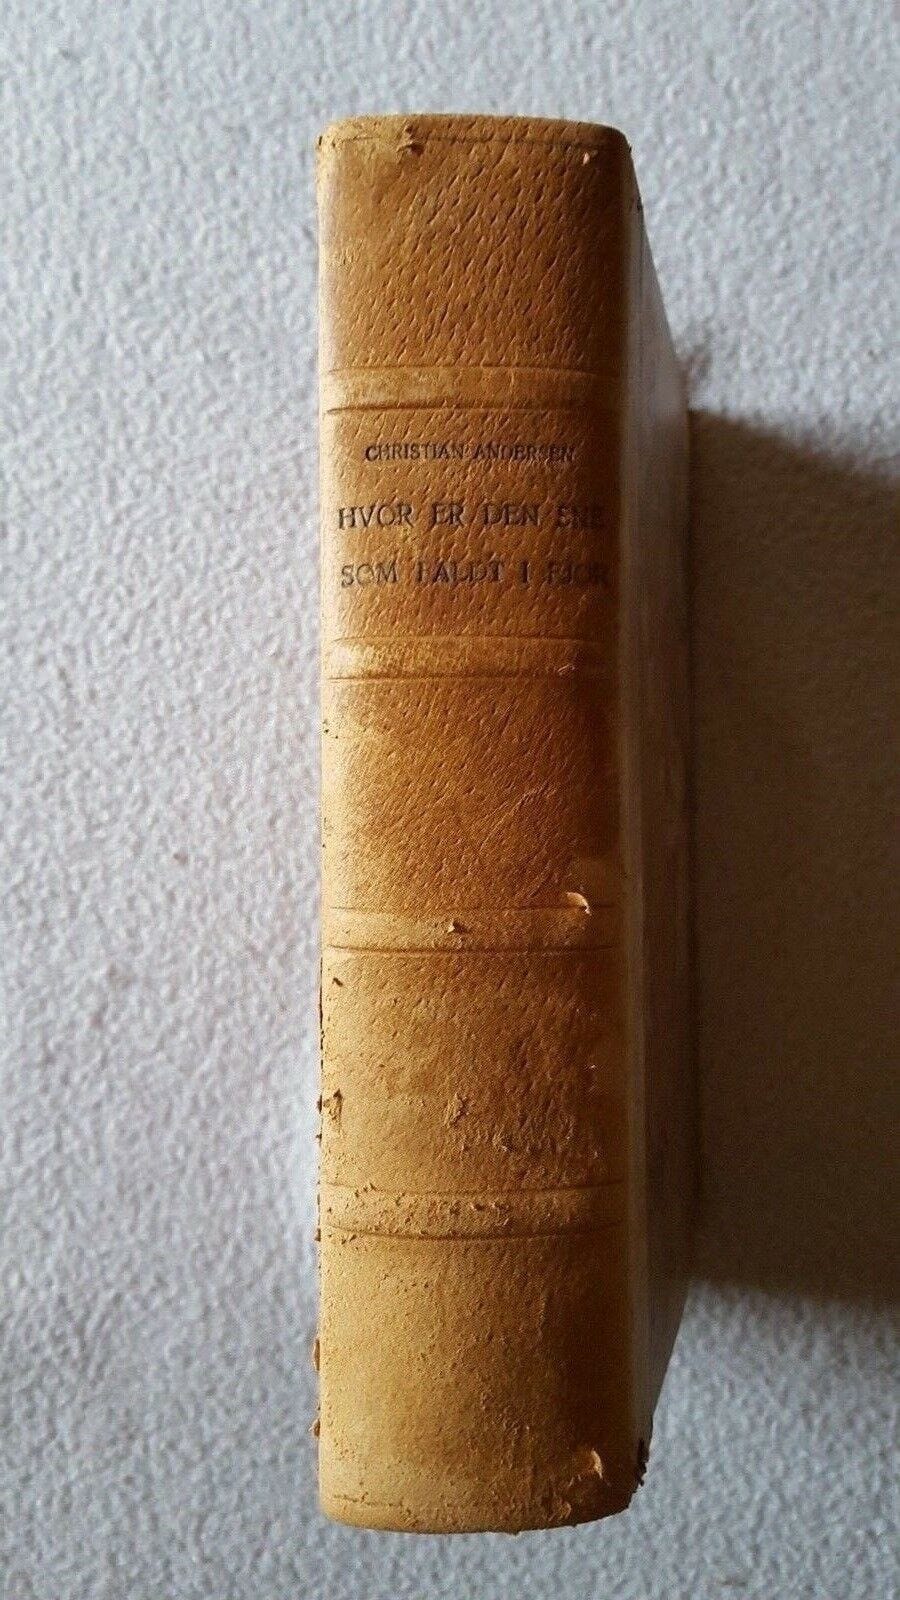 CHRISTIAN ANDERSEN
HVOR ER DEN SNE
SOM FALDT I FJOR